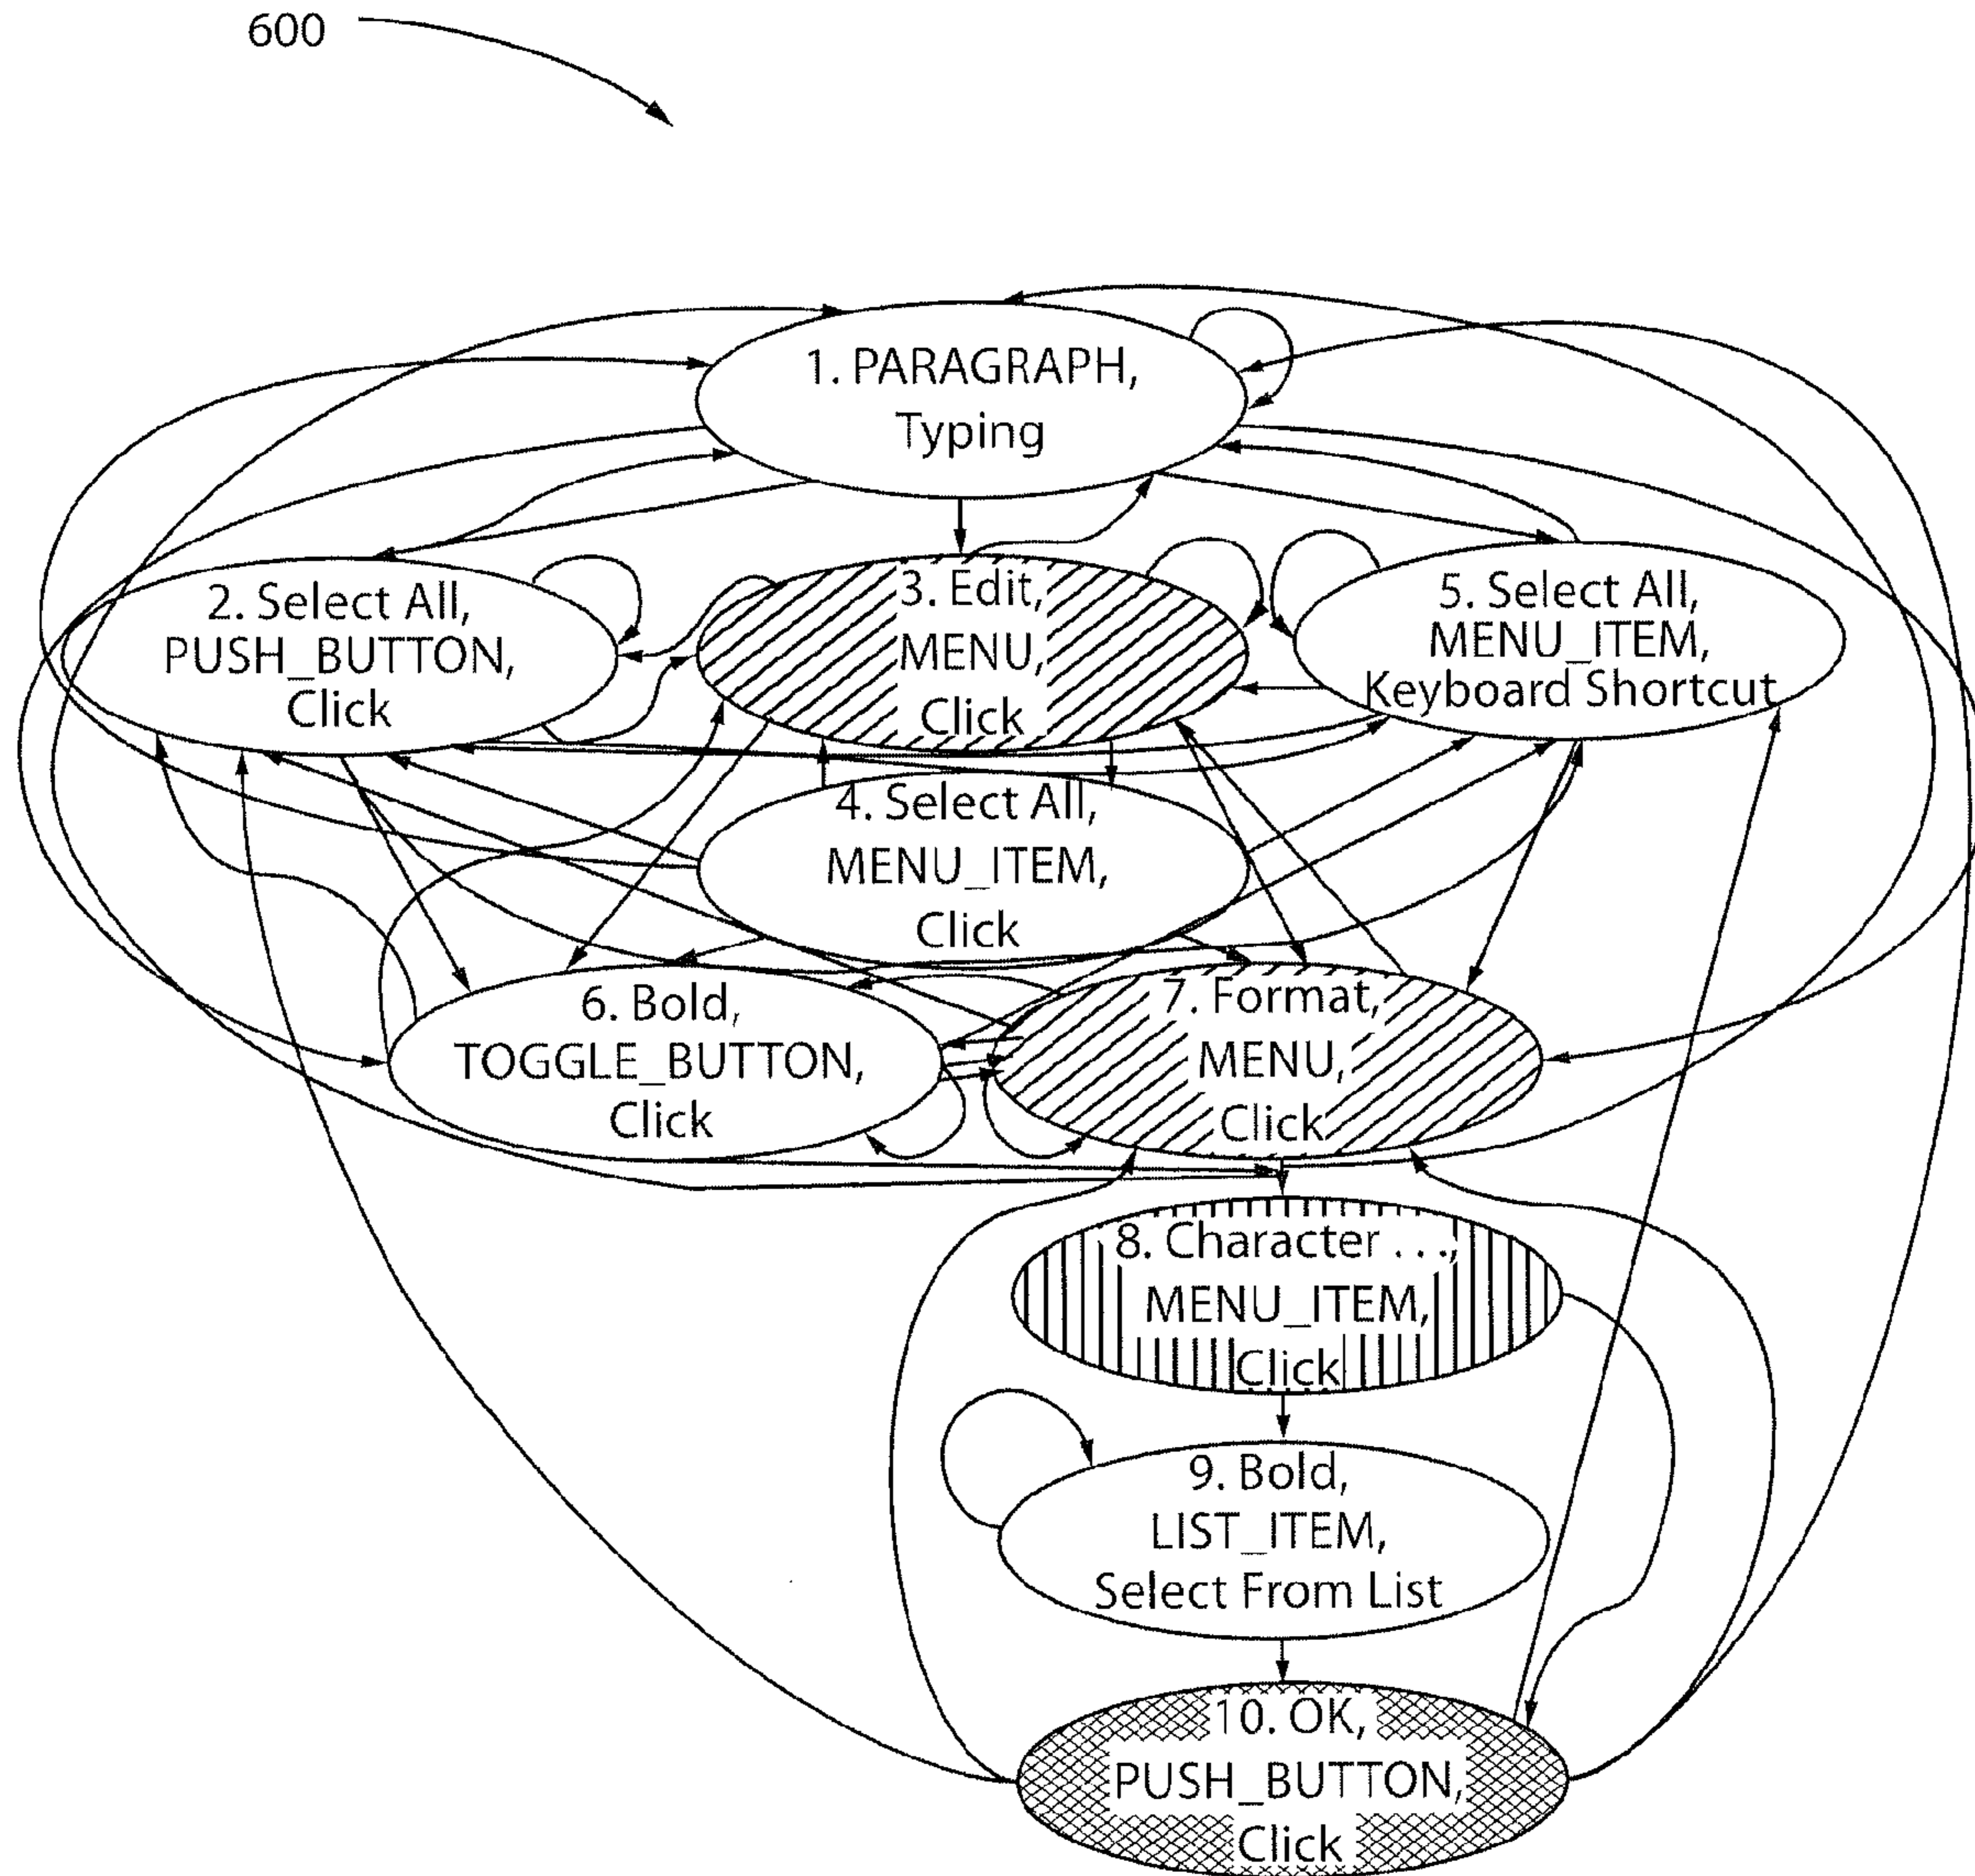 600
1. PARAGRAPH,
Typing
2. Select All,
PUSH_BUTTON,
Click
3. Edit,
MENU,
Click
5. Select All,
MENU_ITEM,
Keyboard Shortcut
4. Select All,
MENU_ITEM,
Click
6. Bold,
TOGGLE_BUTTON,
Click
7. Format,
MENU,
Click
8. Character . . .,
MENU_ITEM,
Click
9. Bold,
LIST_ITEM,
Select From List
10. OK,
PUSH_BUTTON,
Click